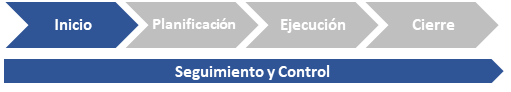 Inicio
Planificación
Ejecución
Cierre
Seguimiento y Control